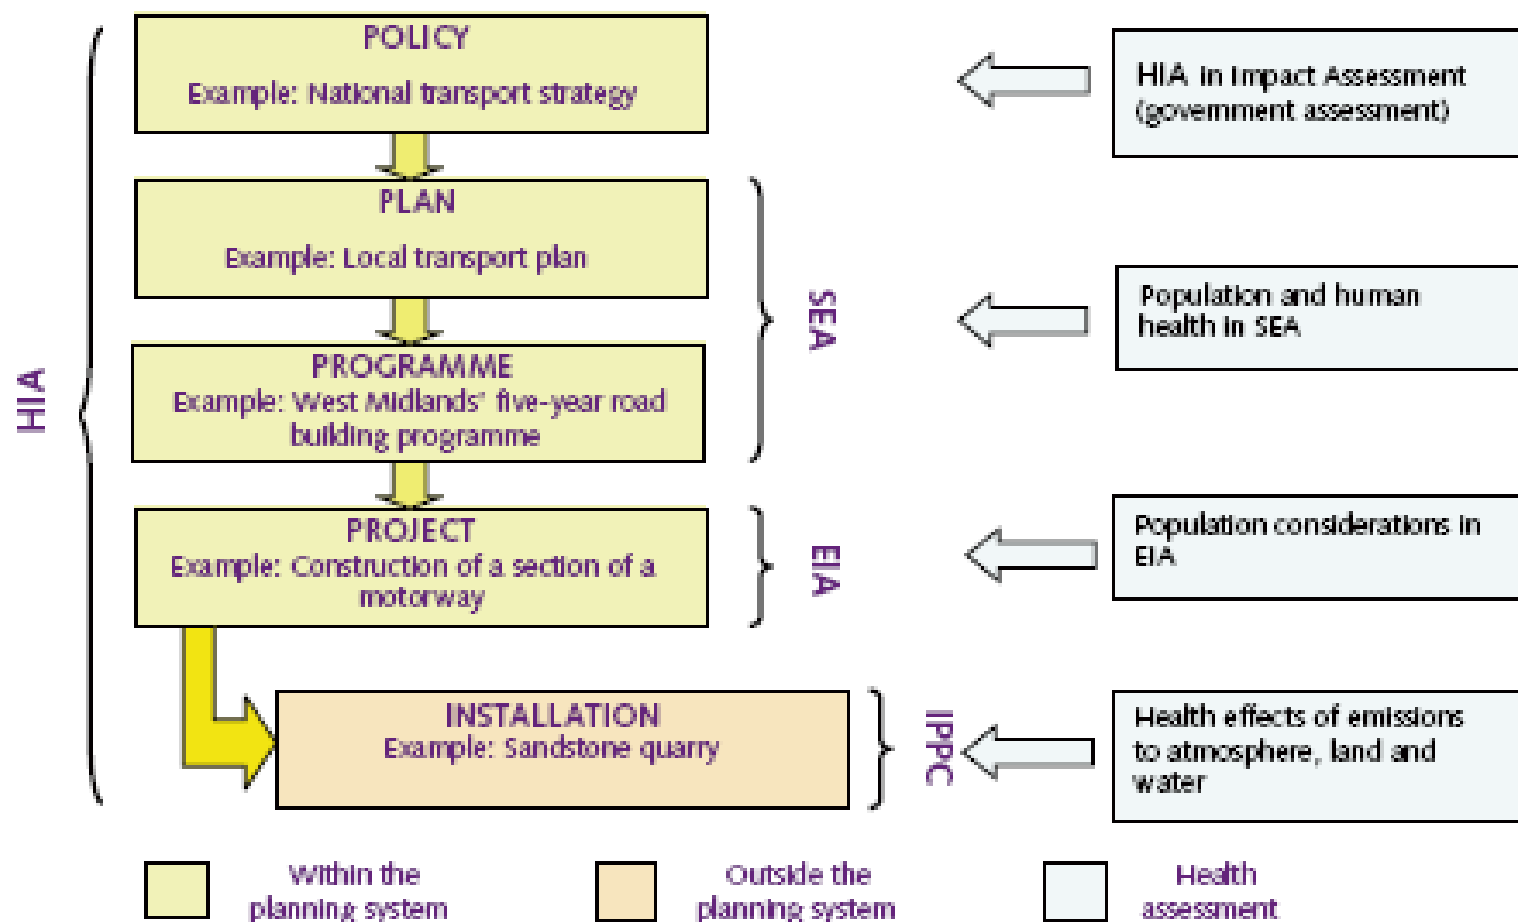 HIA
POLICY
Example: National transport strategy
PLAN
Example: Local transport plan
PROGRAMME
Example: West Midlands' five-year road
building programme
PROJECT
Example: Construction of a section of a
motorway
INSTALLATION
Example: Sandstone quarry
SEA
EIA
IPPC
HIA in Impact Assessment
(government assessment)
Population and human
health in SEA
Population considerations in
EIA
Health effects of emissions
to atmosphere, land and
water
Within the
planning system
Outside the
planning system
Health
assessment